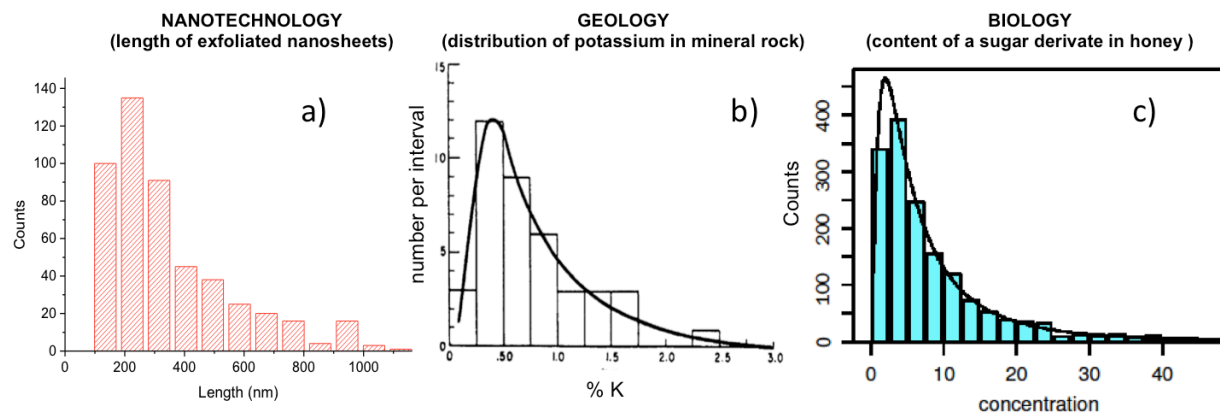 NANOTECHNOLOGY
(length of exfoliated nanosheets)
a)
Counts
140
120
100
80
60
40
20
0
0 200 400 600 800 1000
Length (nm)
GEOLOGY
(distribution of potassium in mineral rock)
b)
number per interval
15
10
5
0 .50 1.0 1.5 2.0 2.5 3.0
% K
BIOLOGY
(content of a sugar derivate in honey )
c)
Counts
400
300
200
100
0
0 10 20 30 40
concentration